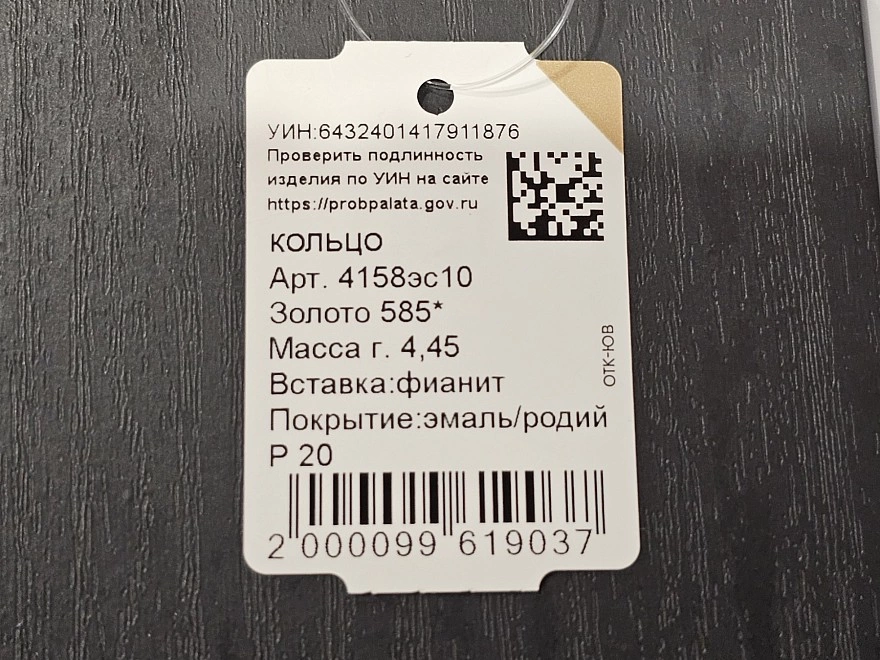 УИН:6432401417911876
Проверить подлинность
изделия по УИН на сайте
https://probpalata.gov.ru
КОЛЬЦО
Арт. 4158эс10
Золото 585*
Масса г. 4,45
Вставка:фианит
Покрытие:эмаль/родий
Р 20
ОТК-ЮВ
2 000099 619037